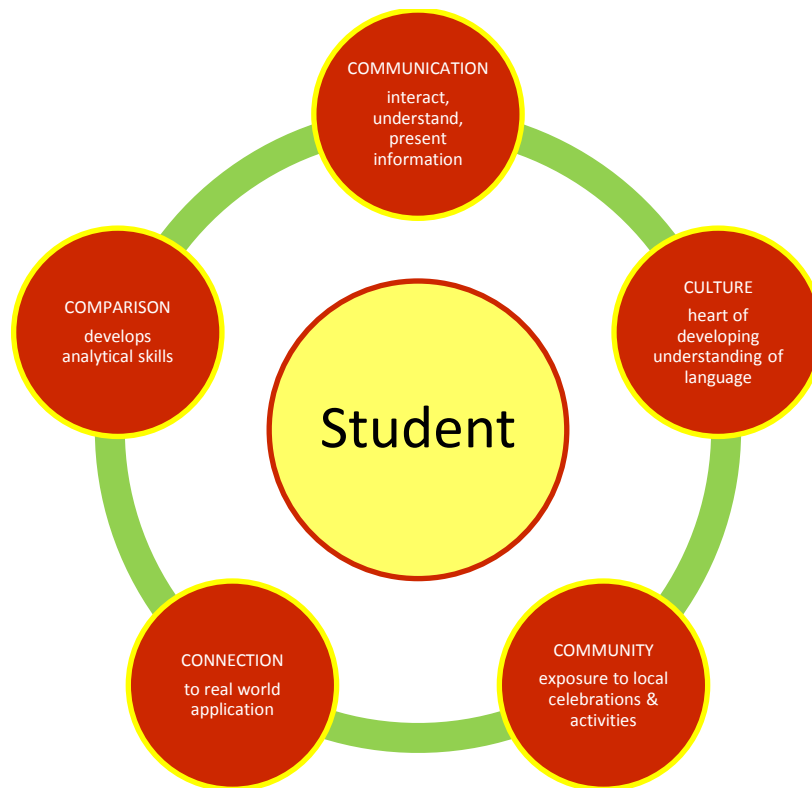 COMMUNICATION
interact,
understand,
present
information
CULTURE
heart of
developing
understanding of
language
COMMUNITY
exposure to local
celebrations &
activities
CONNECTION
to real world
application
COMPARISON
develops
analytical skills
Student